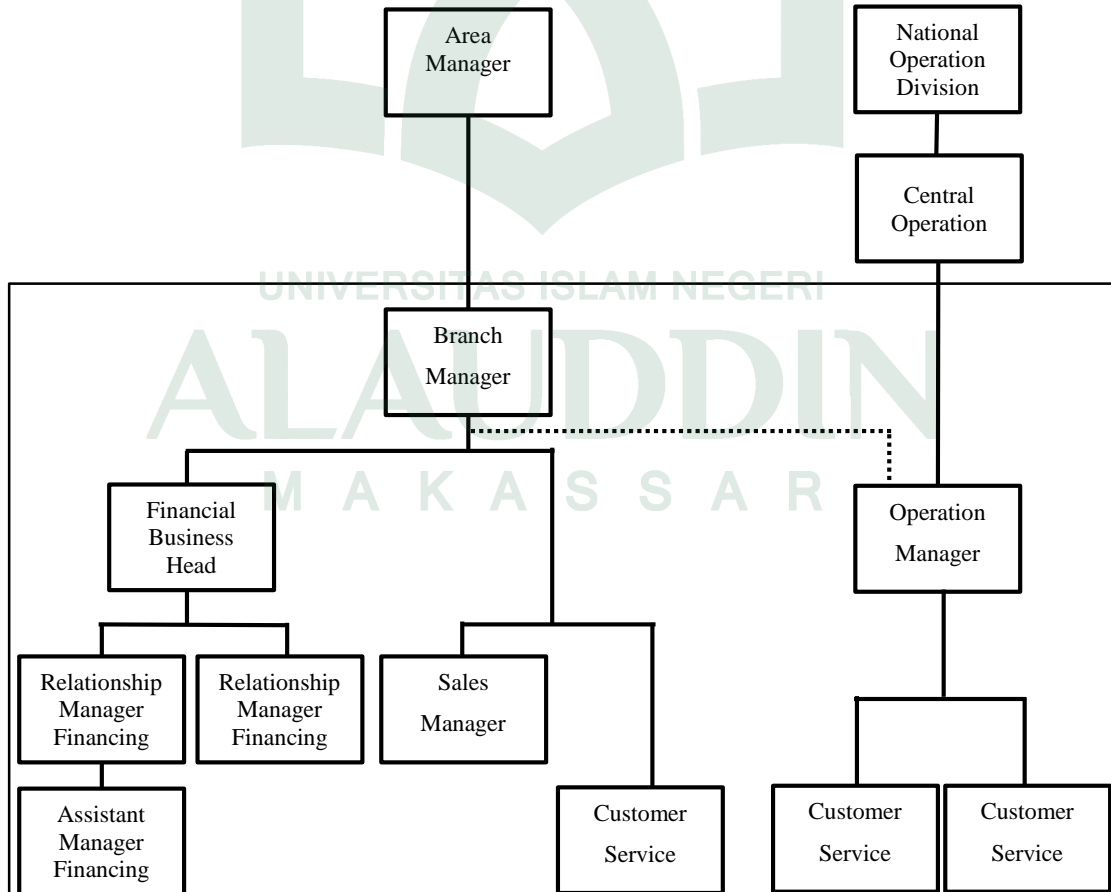 Area
Manager
National
Operation
Division
Central
Operation
UNIVERSITAS ISLAM NEGERI
ALAUDDIN
MAKASSAR
Branch
Manager
Financial
Business
Head
Operation
Manager
Relationship
Manager
Financing
Relationship
Manager
Financing
Sales
Manager
Assistant
Manager
Financing
Customer
Service
Customer
Service
Customer
Service